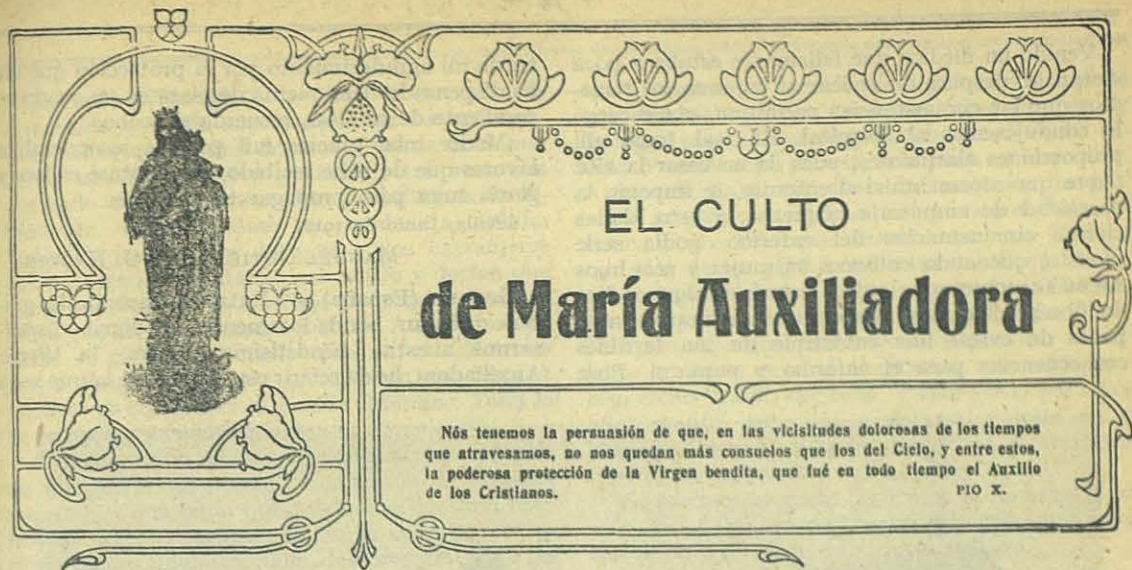 EL CULTO
de María Auxiliadora
Nós tenemos la persuasión de que, en las vicisitudes dolorosas de los tiempos
que atravesamos, no nos quedan más consuelos que los del Cielo, y entre estos,
la poderosa protección de la Virgen bendita, que fué en todo tiempo el Auxilio
de los Cristianos.
PIO X.